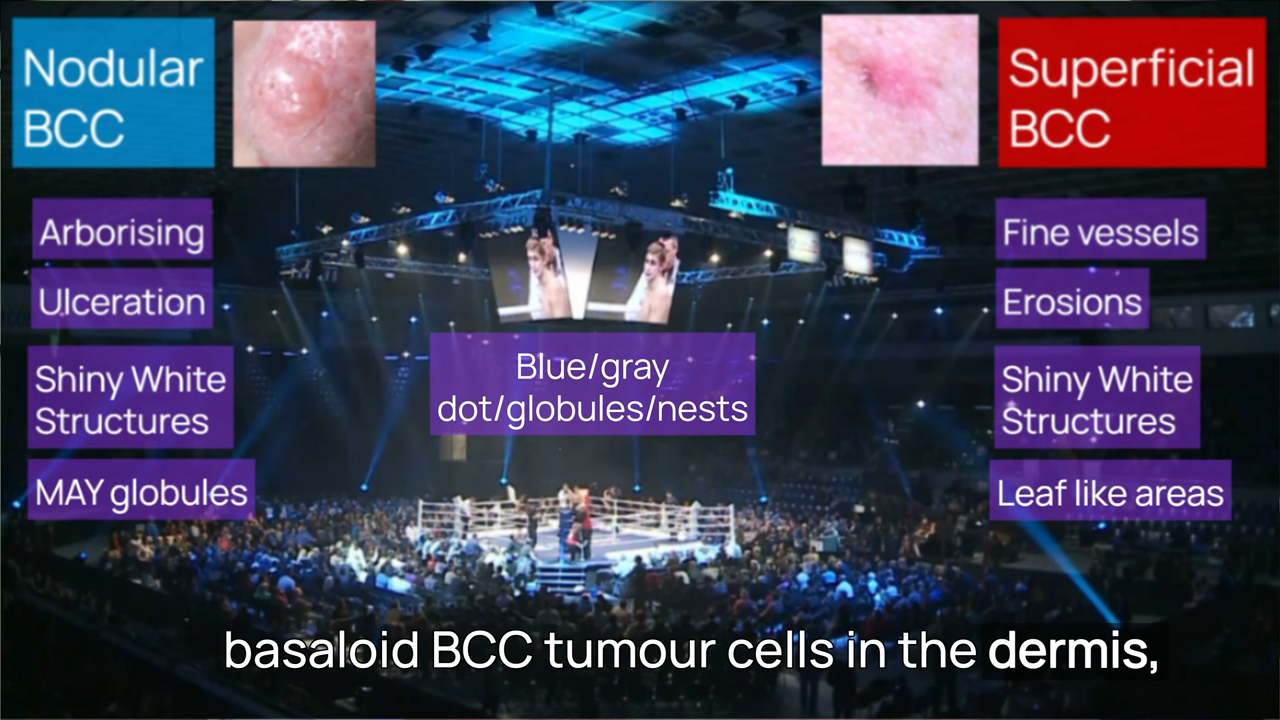 Nodular
BCC
Superficial
BCC
Arborising
Ulceration
Shiny White
Structures
MAY globules
Blue/gray
dot/globules/nests
Fine vessels
Erosions
Shiny White
Structures
Leaf like areas
basaloid BCC tumour cells in the dermis,